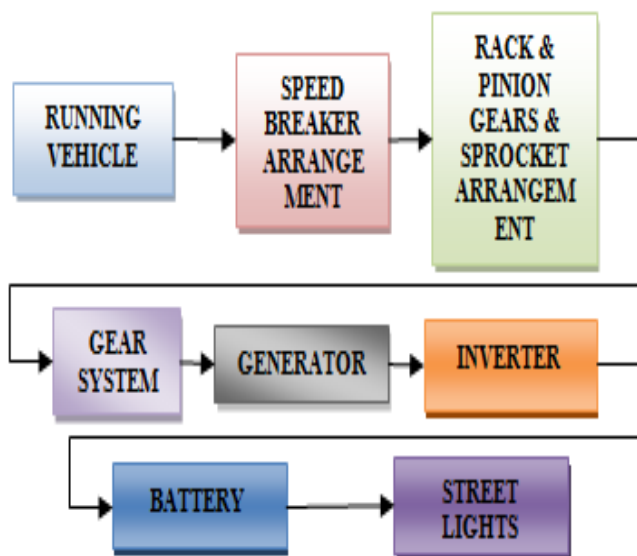 RUNNING
VEHICLE
SPEED
BREAKER
ARRANGE
MENT
RACK &
PINION
GEARS &
SPROCKET
ARRANGEM
ENT
GEAR
SYSTEM
GENERATOR
INVERTER
BATTERY
STREET
LIGHTS